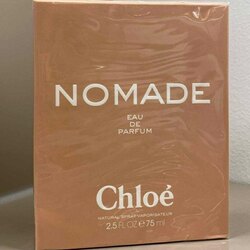 NOMADE
EAU
DE
PARFUM
Chloé
NATURAL SPRAY VAPORISATEUR
2.5 FL.OZ e 75 ml